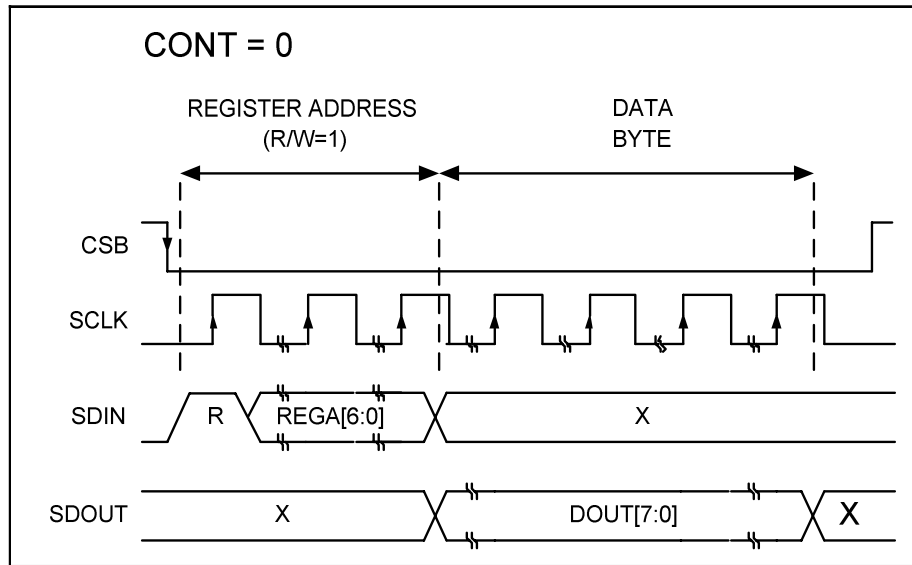 CONT = 0
REGISTER ADDRESS
(R/W=1)
DATA
BYTE
CSB
SCLK
SDIN
R
REGA[6:0]
X
SDOUT
X
DOUT[7:0]
X